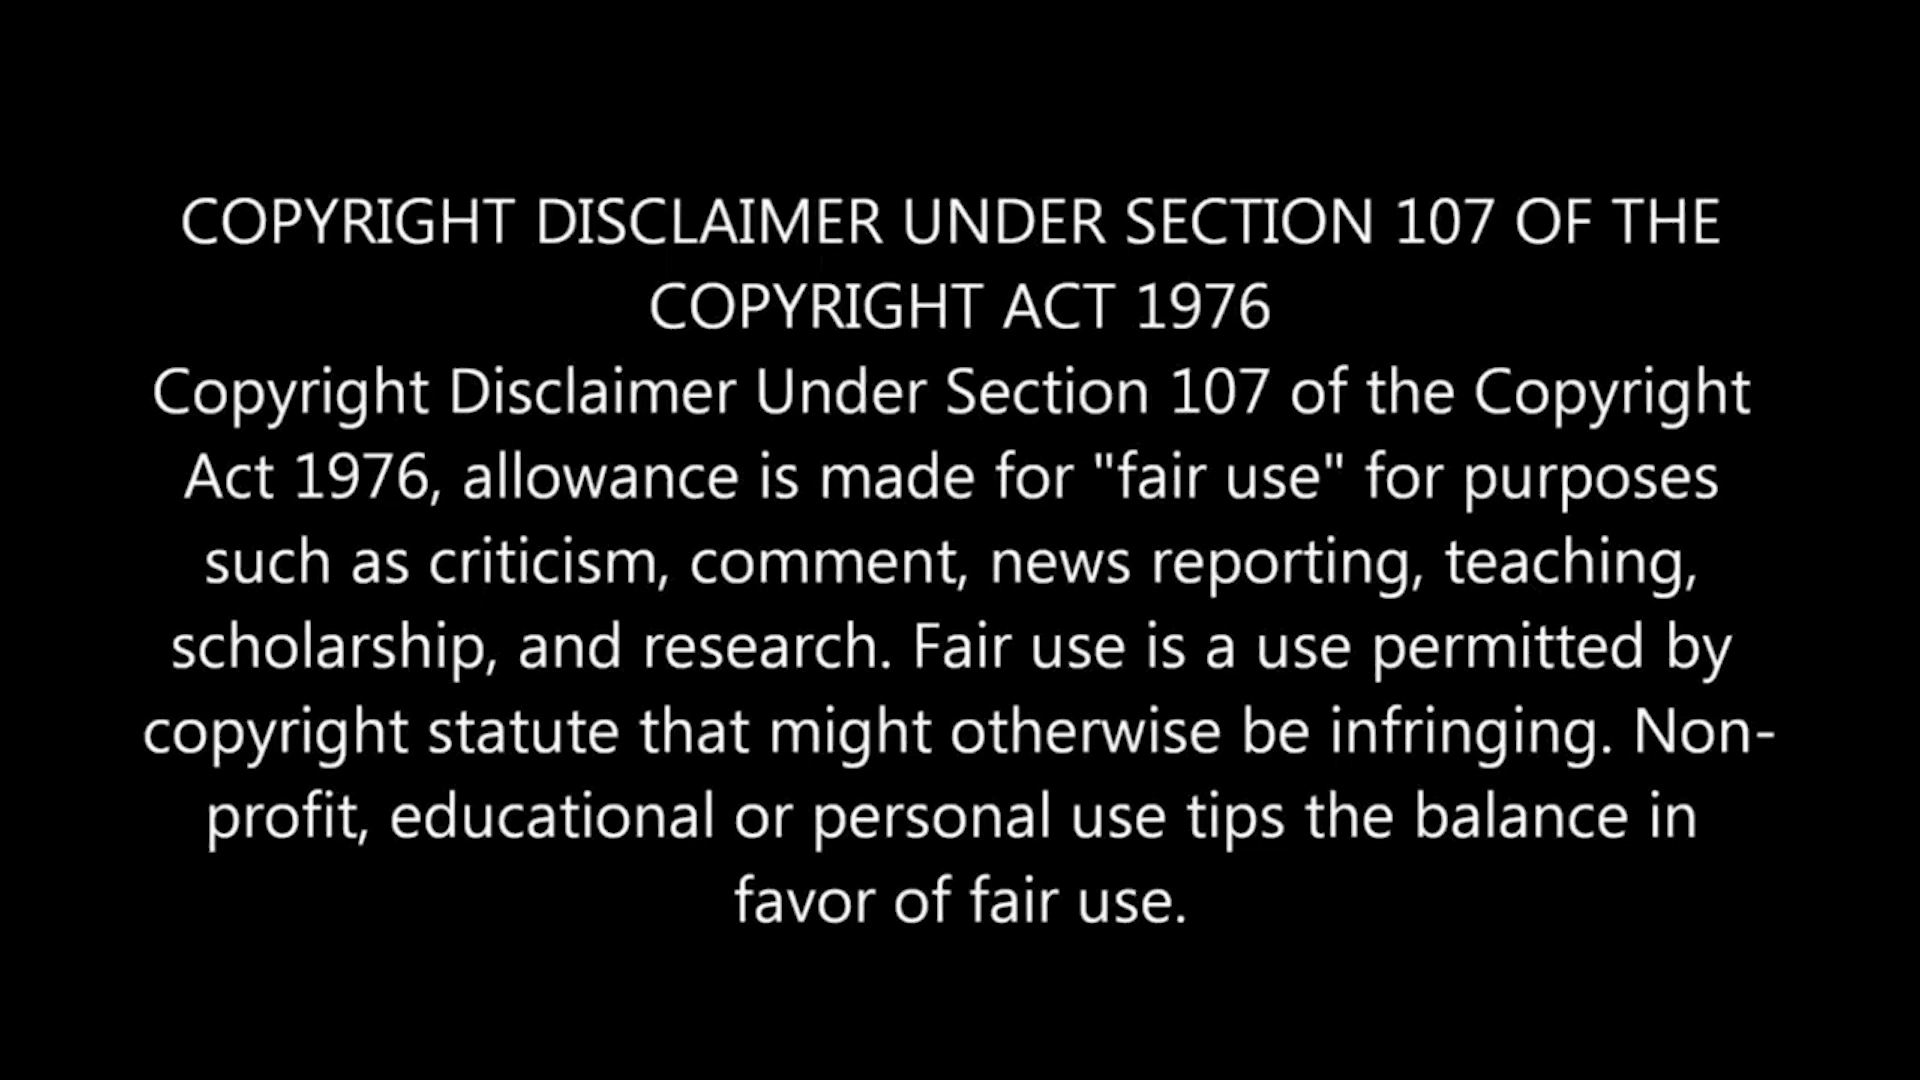 COPYRIGHT DISCLAIMER UNDER SECTION 107 OF THE
COPYRIGHT ACT 1976
Copyright Disclaimer Under Section 107 of the Copyright
Act 1976, allowance is made for "fair use" for purposes
such as criticism, comment, news reporting, teaching,
scholarship, and research. Fair use is a use permitted by
copyright statute that might otherwise be infringing. Non-
profit, educational or personal use tips the balance in
favor of fair use.